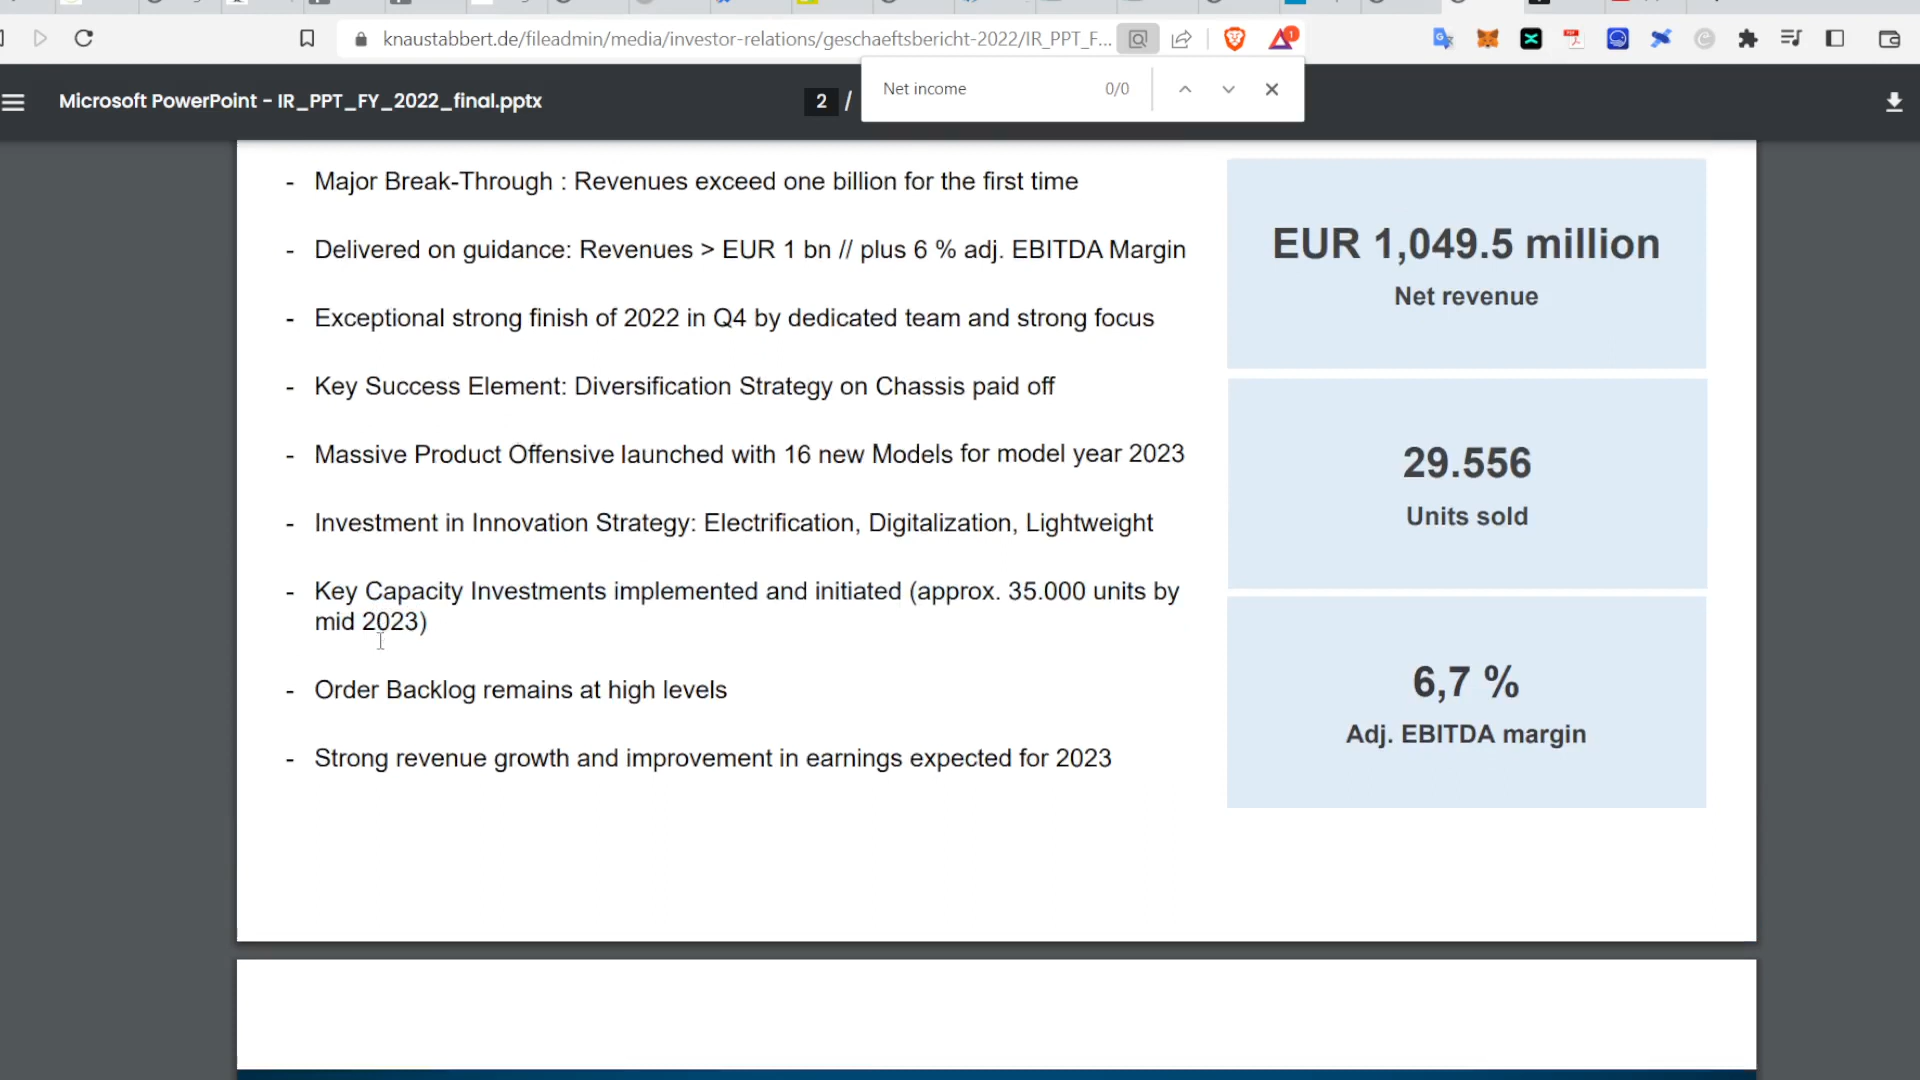 knaustabbert.de/fileadmin/media/investor-relations/geschaeftsbericht-2022/IR_PPT_F...
1
Net income 0/0
Microsoft PowerPoint - IR_PPT_FY_2022_final.pptx
2 /
- Major Break-Through : Revenues exceed one billion for the first time
- Delivered on guidance: Revenues > EUR 1 bn // plus 6 % adj. EBITDA Margin
- Exceptional strong finish of 2022 in Q4 by dedicated team and strong focus
- Key Success Element: Diversification Strategy on Chassis paid off
- Massive Product Offensive launched with 16 new Models for model year 2023
- Investment in Innovation Strategy: Electrification, Digitalization, Lightweight
- Key Capacity Investments implemented and initiated (approx. 35.000 units by
mid 2023)
- Order Backlog remains at high levels
- Strong revenue growth and improvement in earnings expected for 2023
EUR 1,049.5 million
Net revenue
29.556
Units sold
6,7 %
Adj. EBITDA margin